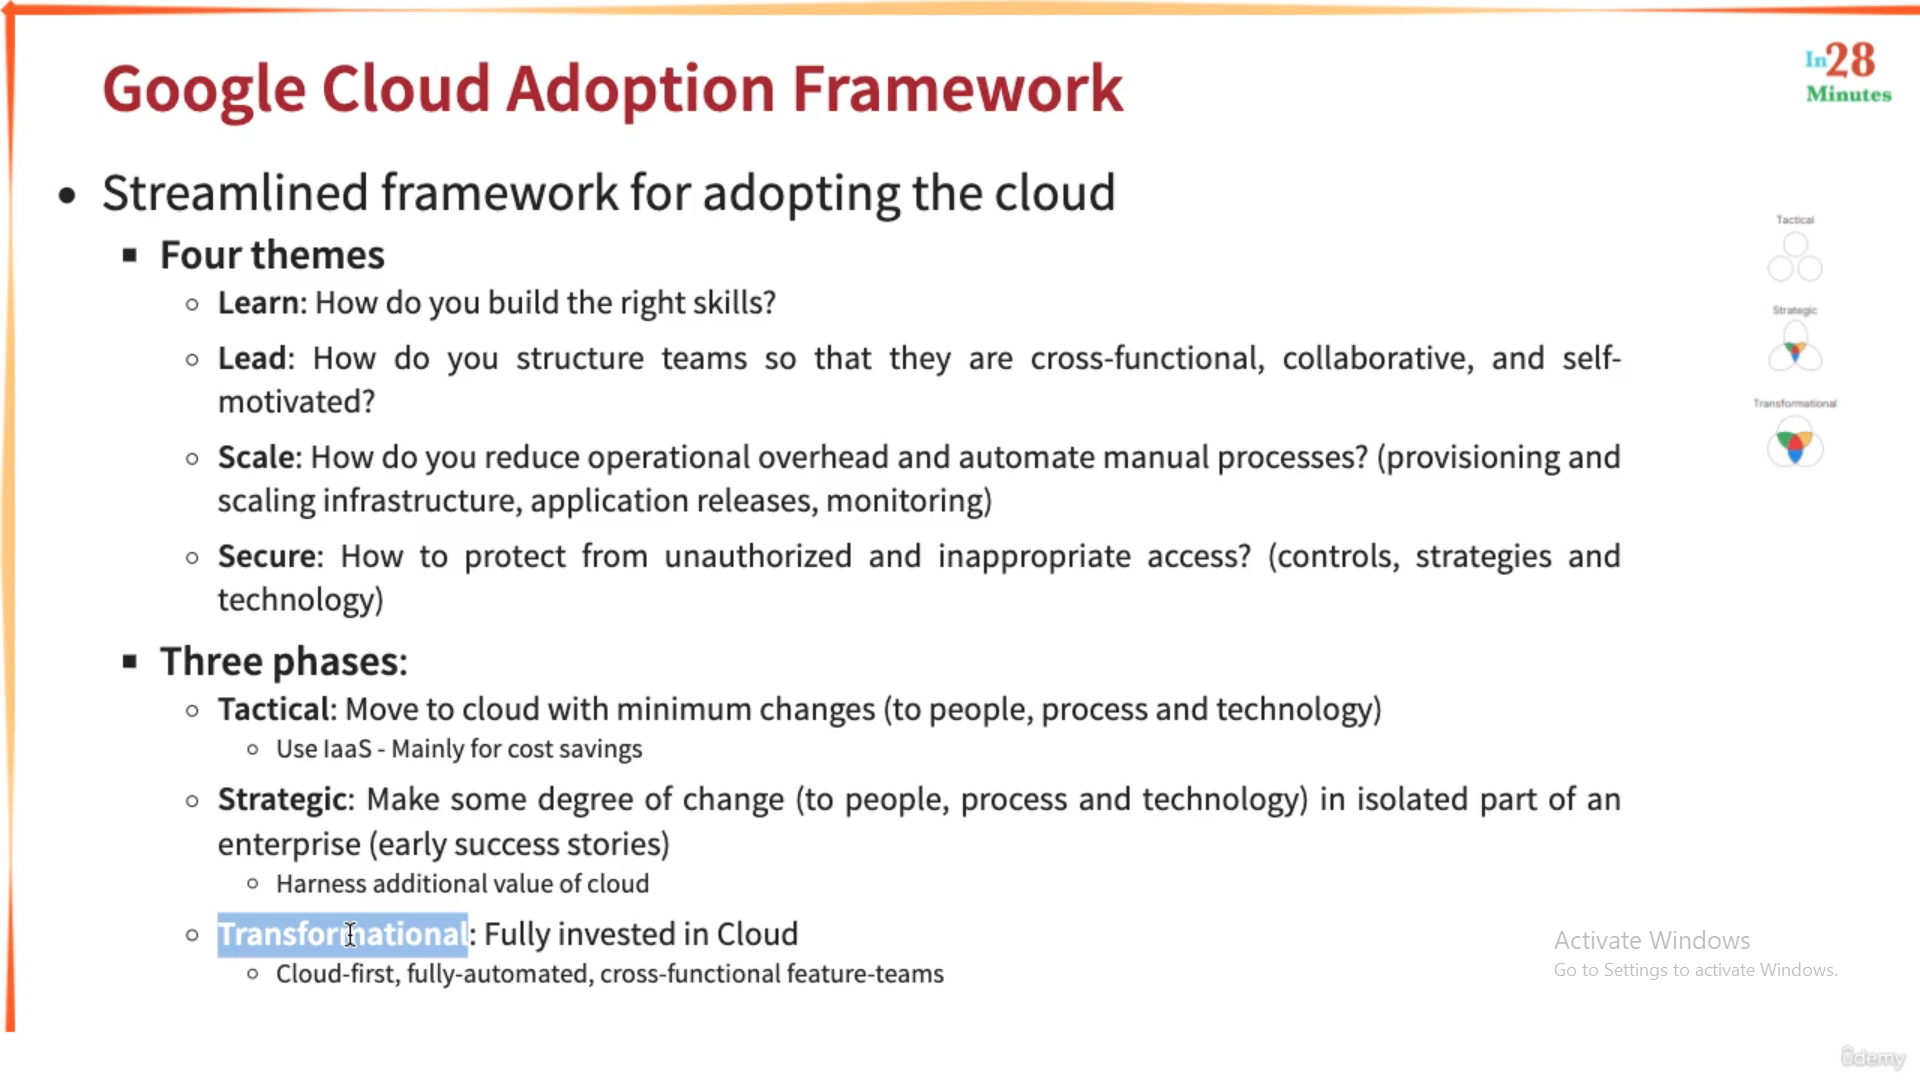 Google Cloud Adoption Framework
In28
Minutes
• Streamlined framework for adopting the cloud
▪ Four themes
○ Learn: How do you build the right skills?
○ Lead: How do you structure teams so that they are cross-functional, collaborative, and self-
motivated?
○ Scale: How do you reduce operational overhead and automate manual processes? (provisioning and
scaling infrastructure, application releases, monitoring)
○ Secure: How to protect from unauthorized and inappropriate access? (controls, strategies and
technology)
▪ Three phases:
○ Tactical: Move to cloud with minimum changes (to people, process and technology)
○ Use IaaS - Mainly for cost savings
○ Strategic: Make some degree of change (to people, process and technology) in isolated part of an
enterprise (early success stories)
○ Harness additional value of cloud
○ Transformational: Fully invested in Cloud
○ Cloud-first, fully-automated, cross-functional feature-teams
Tactical
Strategic
Transformational
Activate Windows
Go to Settings to activate Windows.
ûdemy